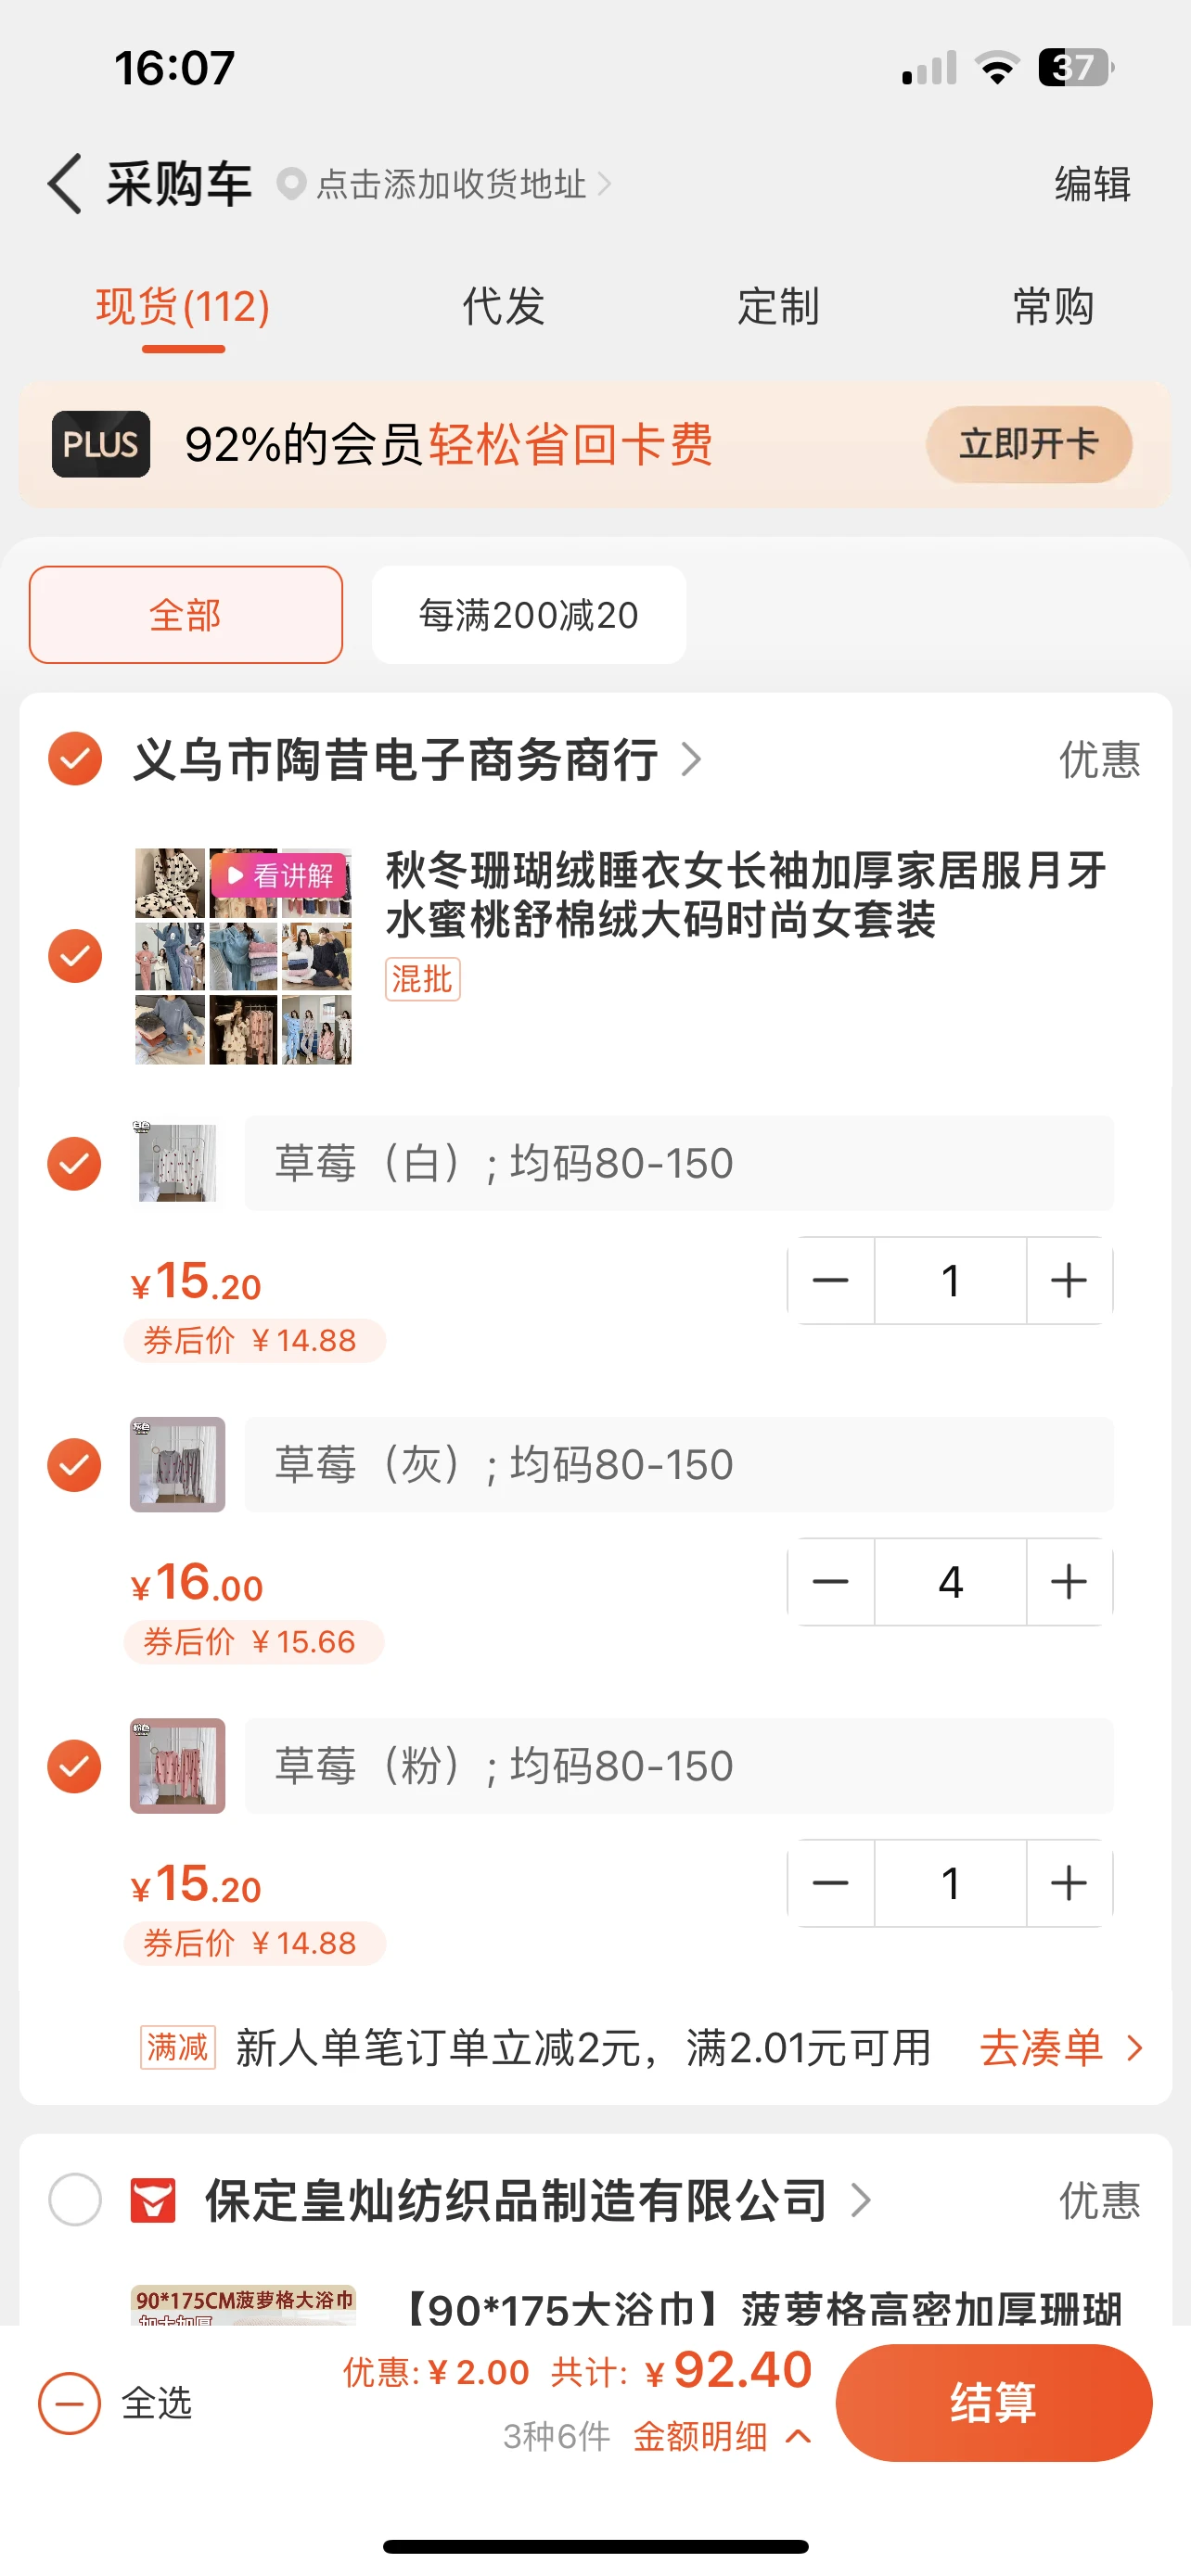 16:07
37
采购车 点击添加收货地址
编辑
现货(112) 代发 定制 常购
PLUS 92%的会员轻松省回卡费 立即开卡
全部 每满200减20
义乌市陶昔电子商务商行 优惠
看讲解
秋冬珊瑚绒睡衣女长袖加厚家居服月牙
水蜜桃舒棉绒大码时尚女套装
混批
白色
草莓（白）; 均码80-150
¥15.20
1
券后价 ¥14.88
灰色
草莓（灰）; 均码80-150
¥16.00
4
券后价 ¥15.66
粉色
草莓（粉）; 均码80-150
¥15.20
1
券后价 ¥14.88
满减 新人单笔订单立减2元，满2.01元可用 去凑单
保定皇灿纺织品制造有限公司 优惠
90*175CM菠萝格大浴巾
加大加厚
【90*175大浴巾】菠萝格高密加厚珊瑚
优惠: ¥2.00 共计: ¥92.40
全选
3种6件 金额明细
结算